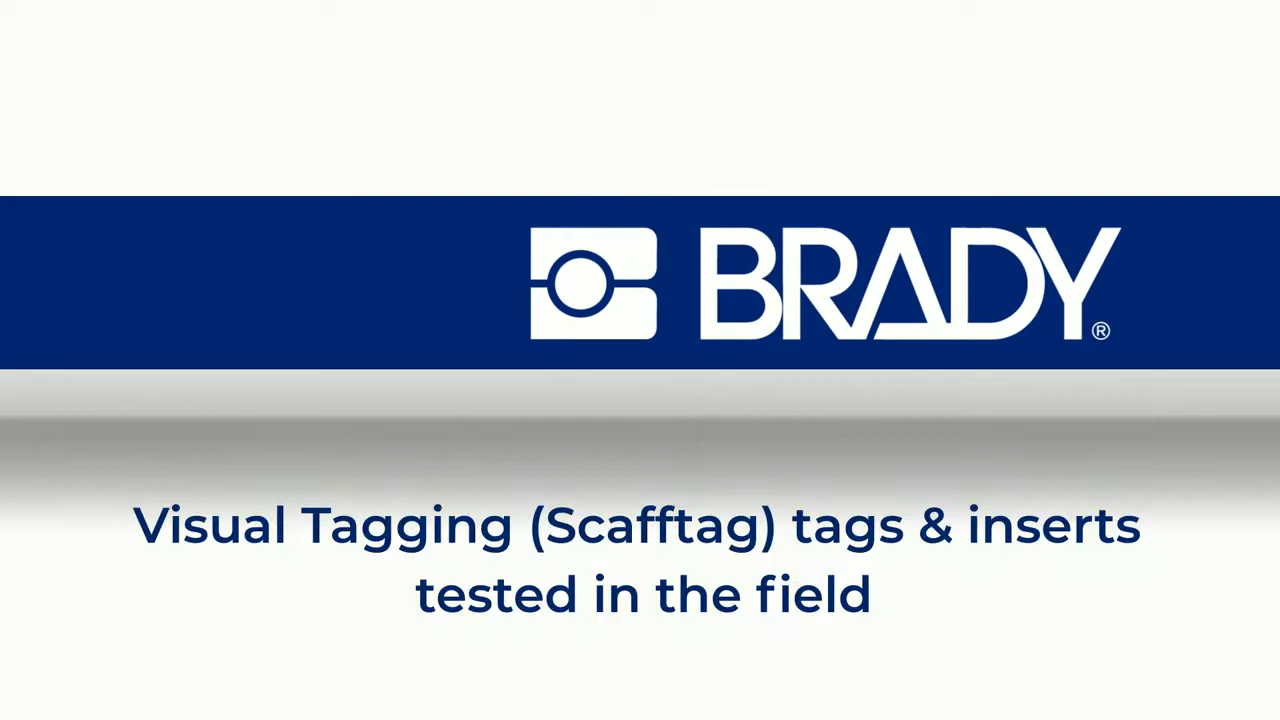 BRADY®
Visual Tagging (Scafftag) tags & inserts
tested in the field